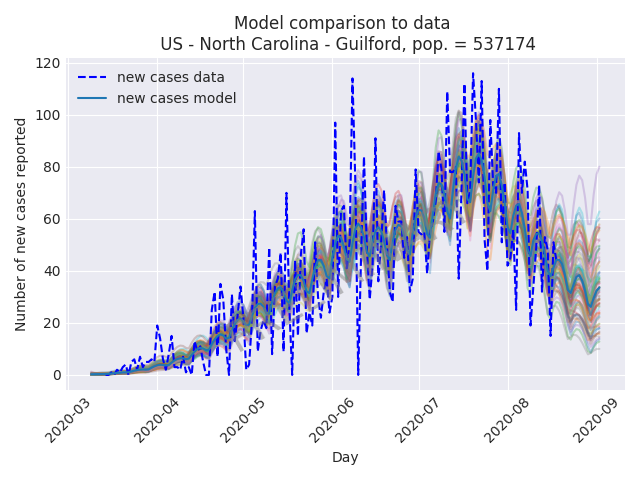 Model comparison to data
US - North Carolina - Guilford, pop. = 537174
120
100
80
60
40
20
0
Number of new cases reported
new cases data
new cases model
2020-03
2020-04
2020-05
2020-06
2020-07
2020-08
2020-09
Day